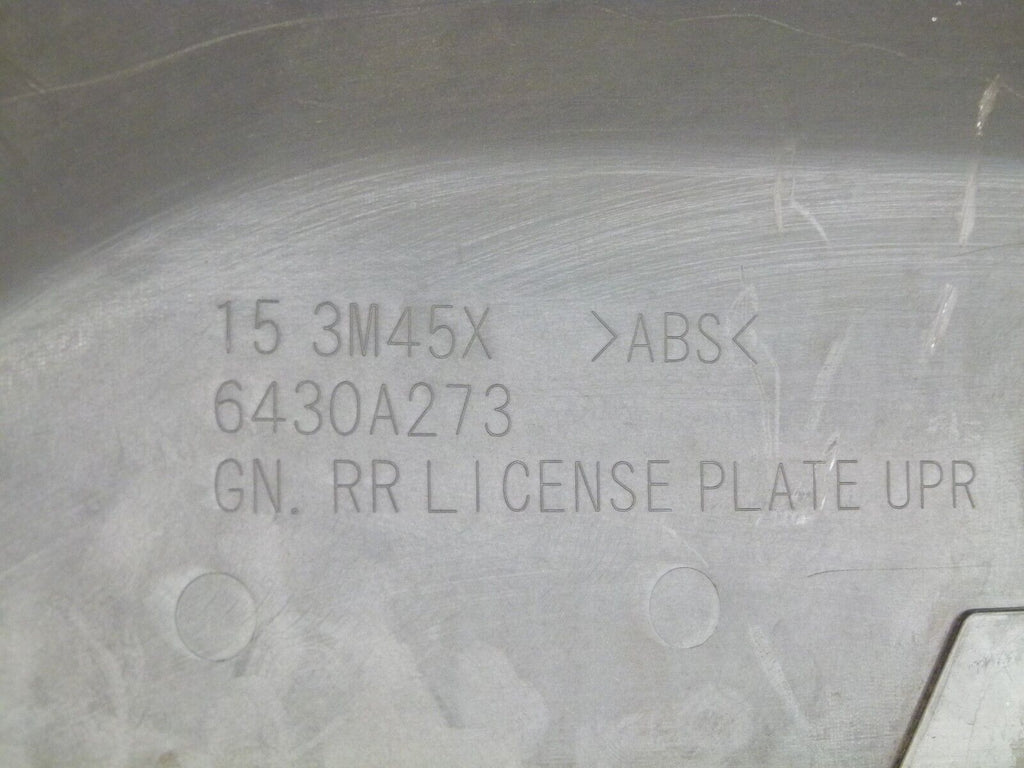 15 3M45X >ABS<
6430A273
GN. RR LICENSE PLATE UPR